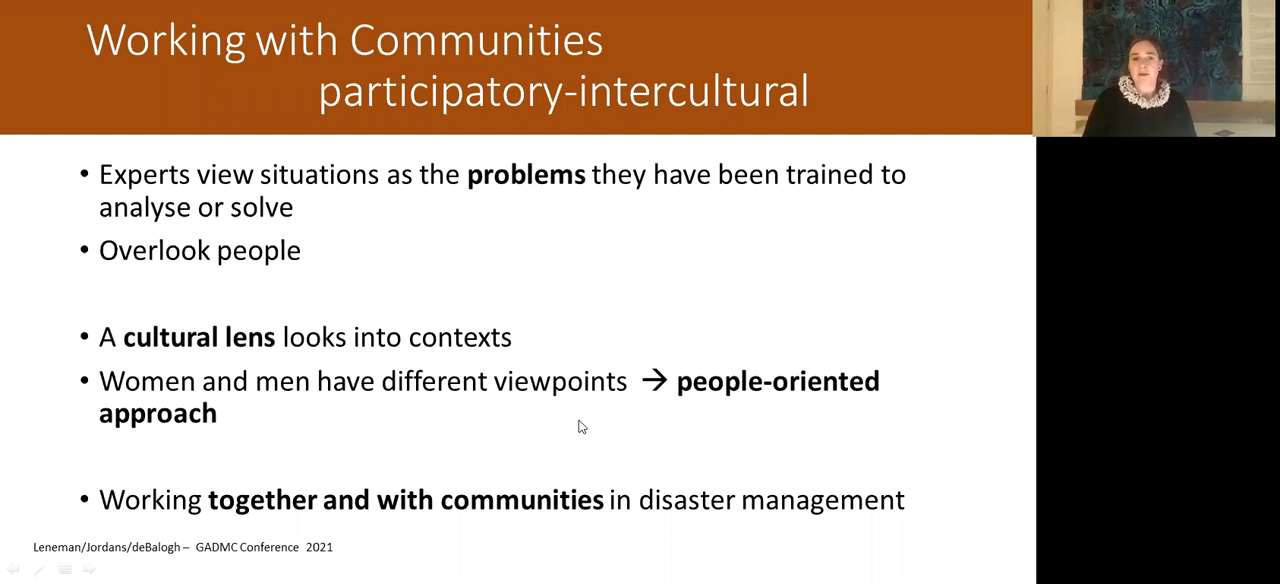 Working with Communities
participatory-intercultural
• Experts view situations as the problems they have been trained to
analyse or solve
• Overlook people
• A cultural lens looks into contexts
• Women and men have different viewpoints → people-oriented
approach
• Working together and with communities in disaster management
Leneman/Jordans/deBalogh – GADMC Conference 2021